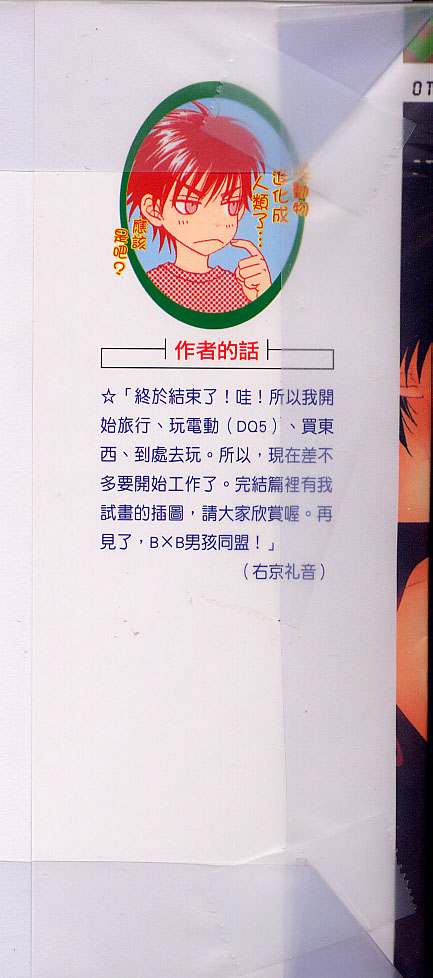 動物
進化成
人類了…
應該
是吧?
OT
作者的話
☆「終於結束了!哇!所以我開
始旅行、玩電動(DQ5)、買東
西、到處去玩。所以,現在差不
多要開始工作了。完結篇裡有我
試畫的插圖,請大家欣賞喔。再
見了,B×B男孩同盟!」
(右京礼音)